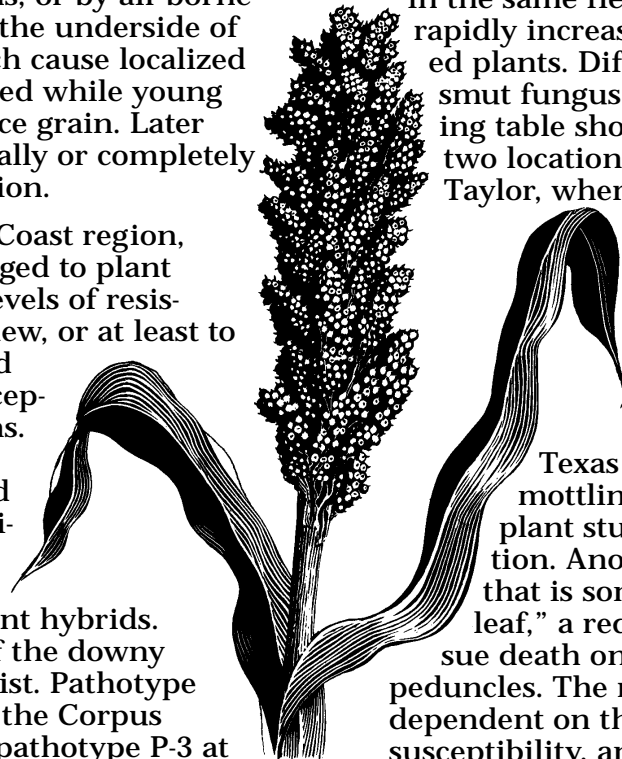 or by air-borne
the underside of
ch cause localized
ed while young
ce grain. Later
ally or completely
ion.
Coast region,
ged to plant
evels of resis-
lew, or at least to
d
cep-
ns.
d
i-
nt hybrids.
f the downy
ist. Pathotype
the Corpus
pathotype P-3 at
in the same fie
rapidly increas
ed plants. Dif
smut fungus
ing table sho
two location
Taylor, wher
Texas
mottlin
plant stu
tion. Ano
that is sor
leaf,” a rec
sue death on
peduncles. The r
dependent on th
susceptibility, an